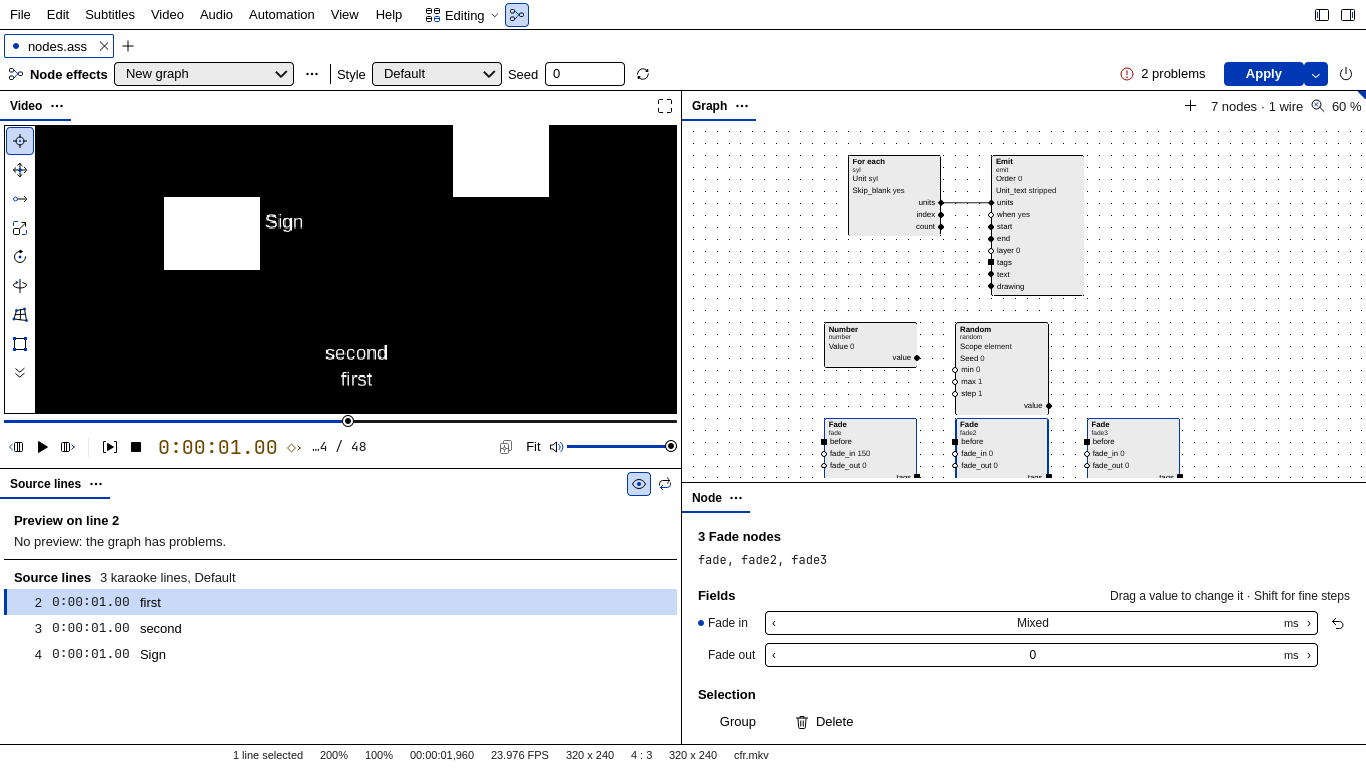 File Edit Subtitles Video Audio Automation View Help Editing
nodes.ass
Node effects New graph Style Default Seed 0 2 problems Apply
Video
Graph 7 nodes · 1 wire 60 %
Sign
second
first
For each
syl
Unit syl
Skip_blank yes
units
index
count
Emit
emit
Order 0
Unit_text stripped
units
when yes
start
end
layer 0
tags
text
drawing
Number
number
Value 0
value
Random
random
Scope element
Seed 0
min 0
max 1
step 1
value
Fade
fade
before
fade_in 150
fade_out 0
tags
Fade
fade2
before
fade_in 0
fade_out 0
tags
Fade
fade3
before
fade_in 0
fade_out 0
tags
0:00:01.00 …4 / 48 Fit
Source lines
Preview on line 2
No preview: the graph has problems.
Source lines 3 karaoke lines, Default
2 0:00:01.00 first
3 0:00:01.00 second
4 0:00:01.00 Sign
Node
3 Fade nodes
fade, fade2, fade3
Fields Drag a value to change it · Shift for fine steps
Fade in Mixed ms
Fade out 0 ms
Selection
Group Delete
1 line selected 200% 100% 00:00:01,960 23.976 FPS 320 x 240 4 : 3 320 x 240 cfr.mkv